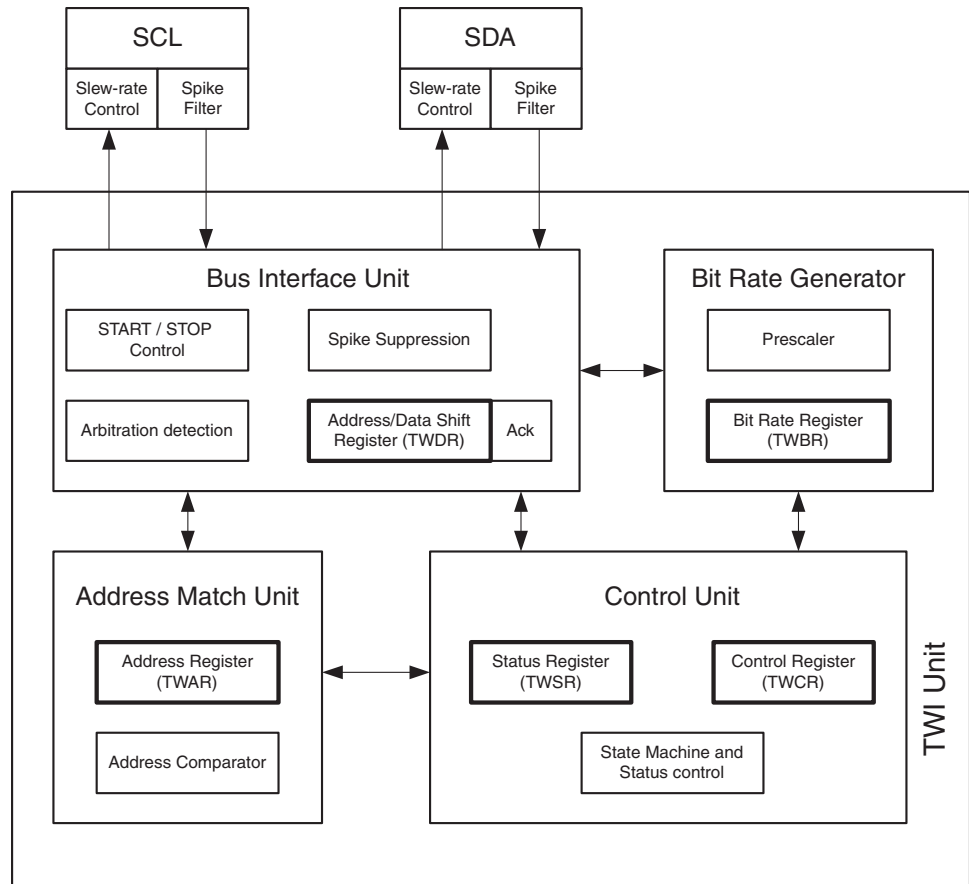 SCL
Slew-rate
Control
Spike
Filter
SDA
Slew-rate
Control
Spike
Filter
Bus Interface Unit
START / STOP
Control
Spike Suppression
Arbitration detection
Address/Data Shift
Register (TWDR)
Ack
Bit Rate Generator
Prescaler
Bit Rate Register
(TWBR)
Address Match Unit
Address Register
(TWAR)
Address Comparator
Control Unit
Status Register
(TWSR)
Control Register
(TWCR)
State Machine and
Status control
TWI Unit